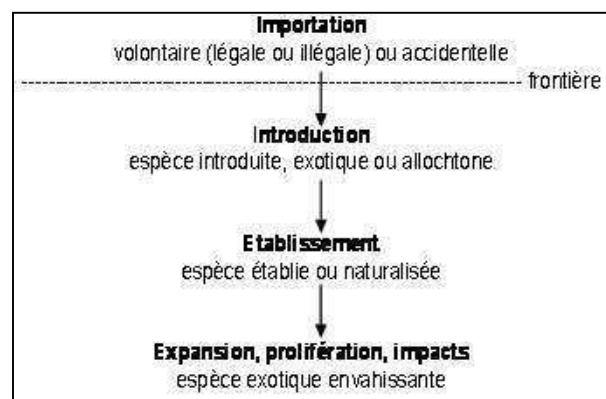 Importation
volontaire (légale ou illégale) ou accidentelle
frontière
Introduction
espèce introduite, exotique ou allochtone
Etablissement
espèce établie ou naturalisée
Expansion, prolifération, impacts
espèce exotique envahissante